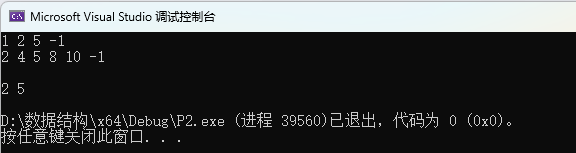 Microsoft Visual Studio 调试控制台
1 2 5 -1
2 4 5 8 10 -1
2 5
D:\数据结构\x64\Debug\P2.exe (进程 39560)已退出，代码为 0 (0x0)。
按任意键关闭此窗口. . .